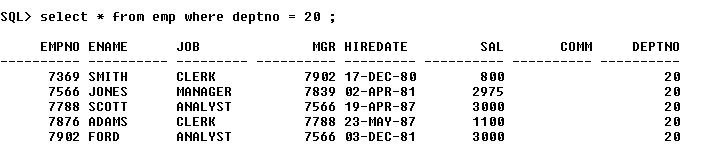 SQL> select * from emp where deptno = 20 ;
EMPNO ENAME JOB MGR HIREDATE SAL COMM DEPTNO
---------- ---------- --------- ---------- --------- ---------- ---------- ----------
7369 SMITH CLERK 7902 17-DEC-80 800 20
7566 JONES MANAGER 7839 02-APR-81 2975 20
7788 SCOTT ANALYST 7566 19-APR-87 3000 20
7876 ADAMS CLERK 7788 23-MAY-87 1100 20
7902 FORD ANALYST 7566 03-DEC-81 3000 20